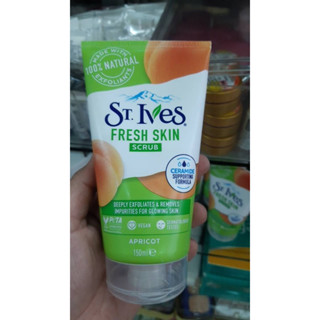 MADE WITH
100% NATURAL
EXFOLIANTS
ST. IVES
FRESH SKIN
SCRUB
CERAMIDE
SUPPORTING
FORMULA
DEEPLY EXFOLIATES & REMOVES
IMPURITIES FOR GLOWING SKIN
PETA
VEGAN
APRICOT
150ml e